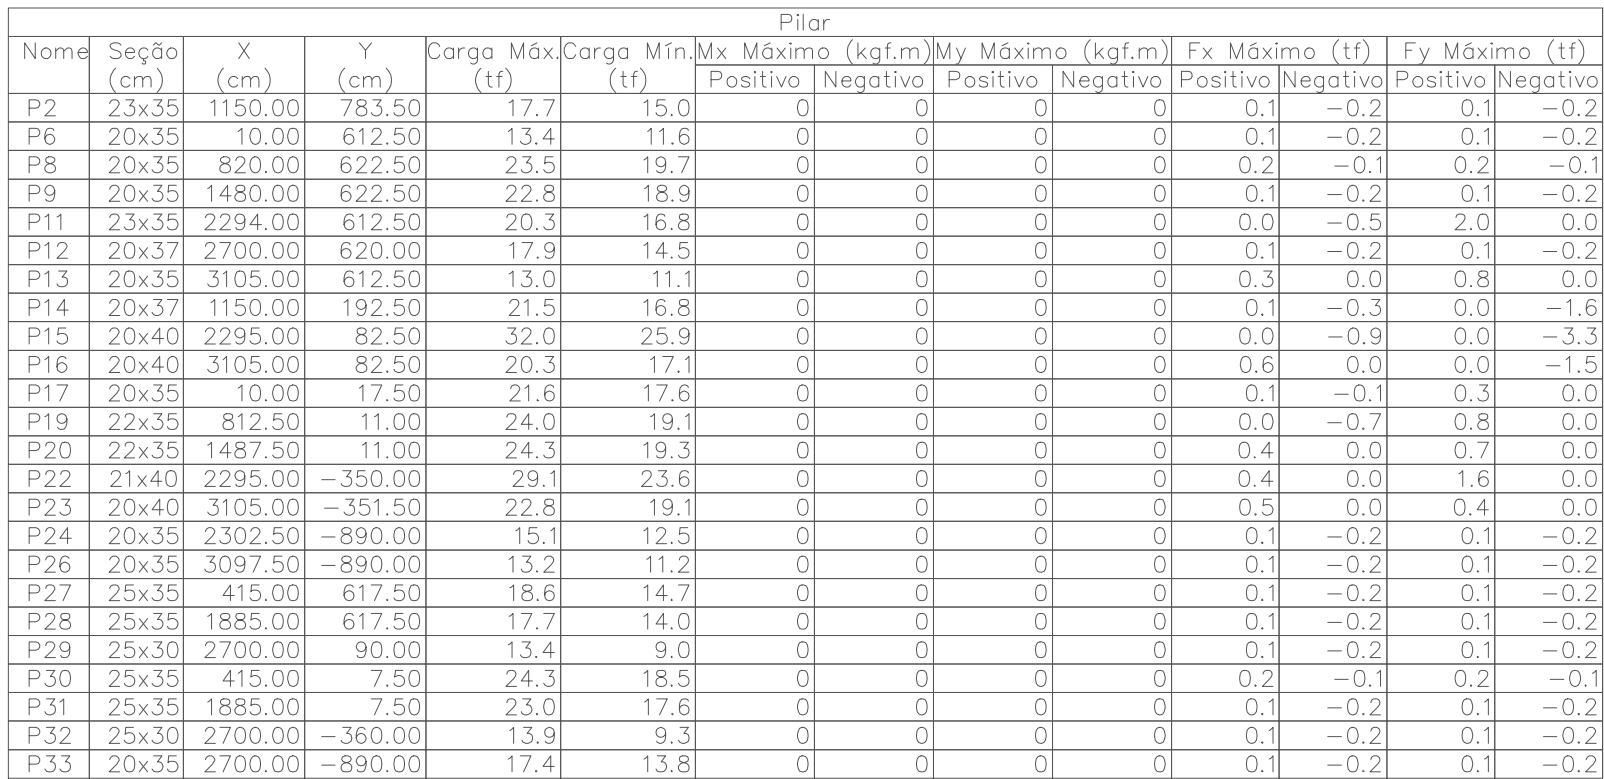 Pilar
Nome Seção X Y Carga Máx. Carga Mín. Mx Máximo (kgf.m) My Máximo (kgf.m) Fx Máximo (tf) Fy Máximo (tf)
(cm) (cm) (cm) (tf) (tf) Positivo Negativo Positivo Negativo Positivo Negativo Positivo Negativo
P2 23x35 1150.00 783.50 17.7 15.0 0 0 0 0 0.1 −0.2 0.1 −0.2
P6 20x35 10.00 612.50 13.4 11.6 0 0 0 0 0.1 −0.2 0.1 −0.2
P8 20x35 820.00 622.50 23.5 19.7 0 0 0 0 0.2 −0.1 0.2 −0.1
P9 20x35 1480.00 622.50 22.8 18.9 0 0 0 0 0.1 −0.2 0.1 −0.2
P11 23x35 2294.00 612.50 20.3 16.8 0 0 0 0 0.0 −0.5 2.0 0.0
P12 20x37 2700.00 620.00 17.9 14.5 0 0 0 0 0.1 −0.2 0.1 −0.2
P13 20x35 3105.00 612.50 13.0 11.1 0 0 0 0 0.3 0.0 0.8 0.0
P14 20x37 1150.00 192.50 21.5 16.8 0 0 0 0 0.1 −0.3 0.0 −1.6
P15 20x40 2295.00 82.50 32.0 25.9 0 0 0 0 0.0 −0.9 0.0 −3.3
P16 20x40 3105.00 82.50 20.3 17.1 0 0 0 0 0.6 0.0 0.0 −1.5
P17 20x35 10.00 17.50 21.6 17.6 0 0 0 0 0.1 −0.1 0.3 0.0
P19 22x35 812.50 11.00 24.0 19.1 0 0 0 0 0.0 −0.7 0.8 0.0
P20 22x35 1487.50 11.00 24.3 19.3 0 0 0 0 0.4 0.0 0.7 0.0
P22 21x40 2295.00 −350.00 29.1 23.6 0 0 0 0 0.4 0.0 1.6 0.0
P23 20x40 3105.00 −351.50 22.8 19.1 0 0 0 0 0.5 0.0 0.4 0.0
P24 20x35 2302.50 −890.00 15.1 12.5 0 0 0 0 0.1 −0.2 0.1 −0.2
P26 20x35 3097.50 −890.00 13.2 11.2 0 0 0 0 0.1 −0.2 0.1 −0.2
P27 25x35 415.00 617.50 18.6 14.7 0 0 0 0 0.1 −0.2 0.1 −0.2
P28 25x35 1885.00 617.50 17.7 14.0 0 0 0 0 0.1 −0.2 0.1 −0.2
P29 25x30 2700.00 90.00 13.4 9.0 0 0 0 0 0.1 −0.2 0.1 −0.2
P30 25x35 415.00 7.50 24.3 18.5 0 0 0 0 0.2 −0.1 0.2 −0.1
P31 25x35 1885.00 7.50 23.0 17.6 0 0 0 0 0.1 −0.2 0.1 −0.2
P32 25x30 2700.00 −360.00 13.9 9.3 0 0 0 0 0.1 −0.2 0.1 −0.2
P33 20x35 2700.00 −890.00 17.4 13.8 0 0 0 0 0.1 −0.2 0.1 −0.2